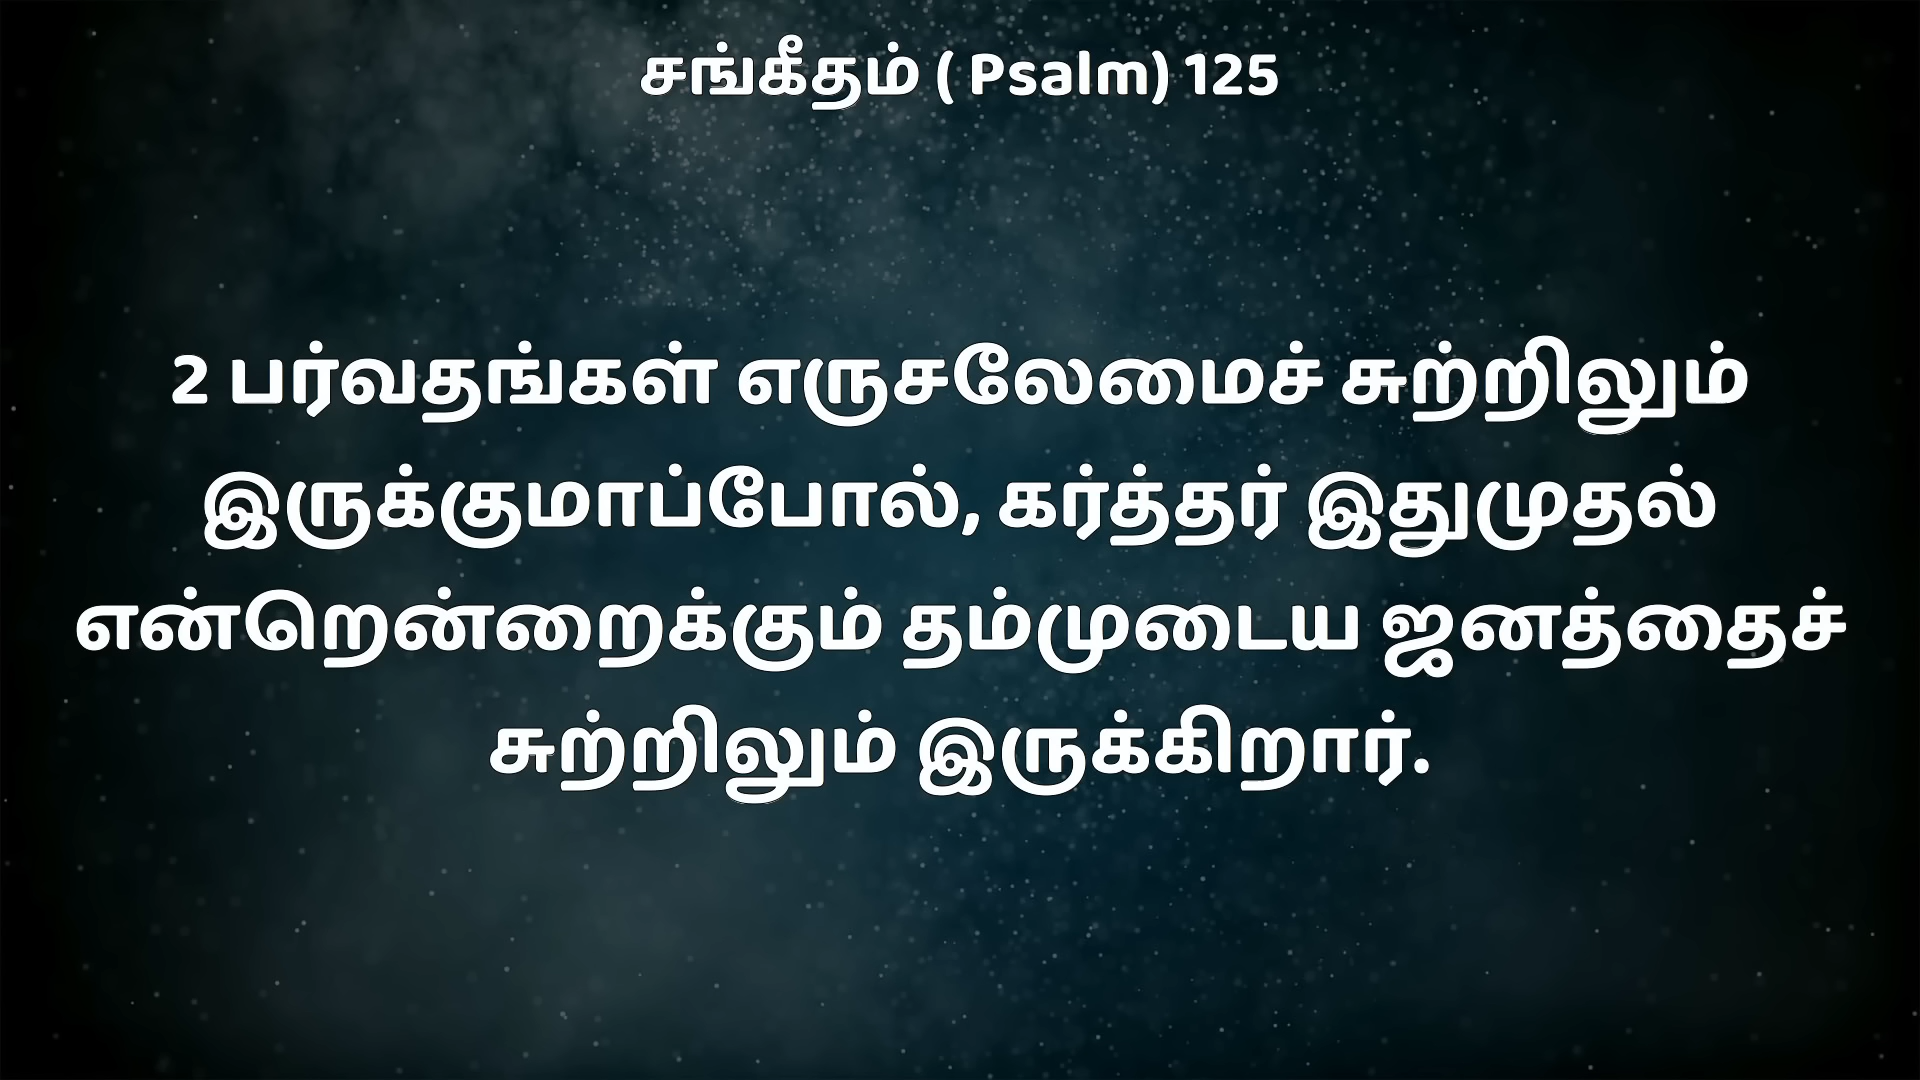 சங்கீதம் ( Psalm) 125
2 பர்வதங்கள் எருசலேமைச் சுற்றிலும்
இருக்குமாப்போல், கர்த்தர் இதுமுதல்
என்றென்றைக்கும் தம்முடைய ஜனத்தைச்
சுற்றிலும் இருக்கிறார்.